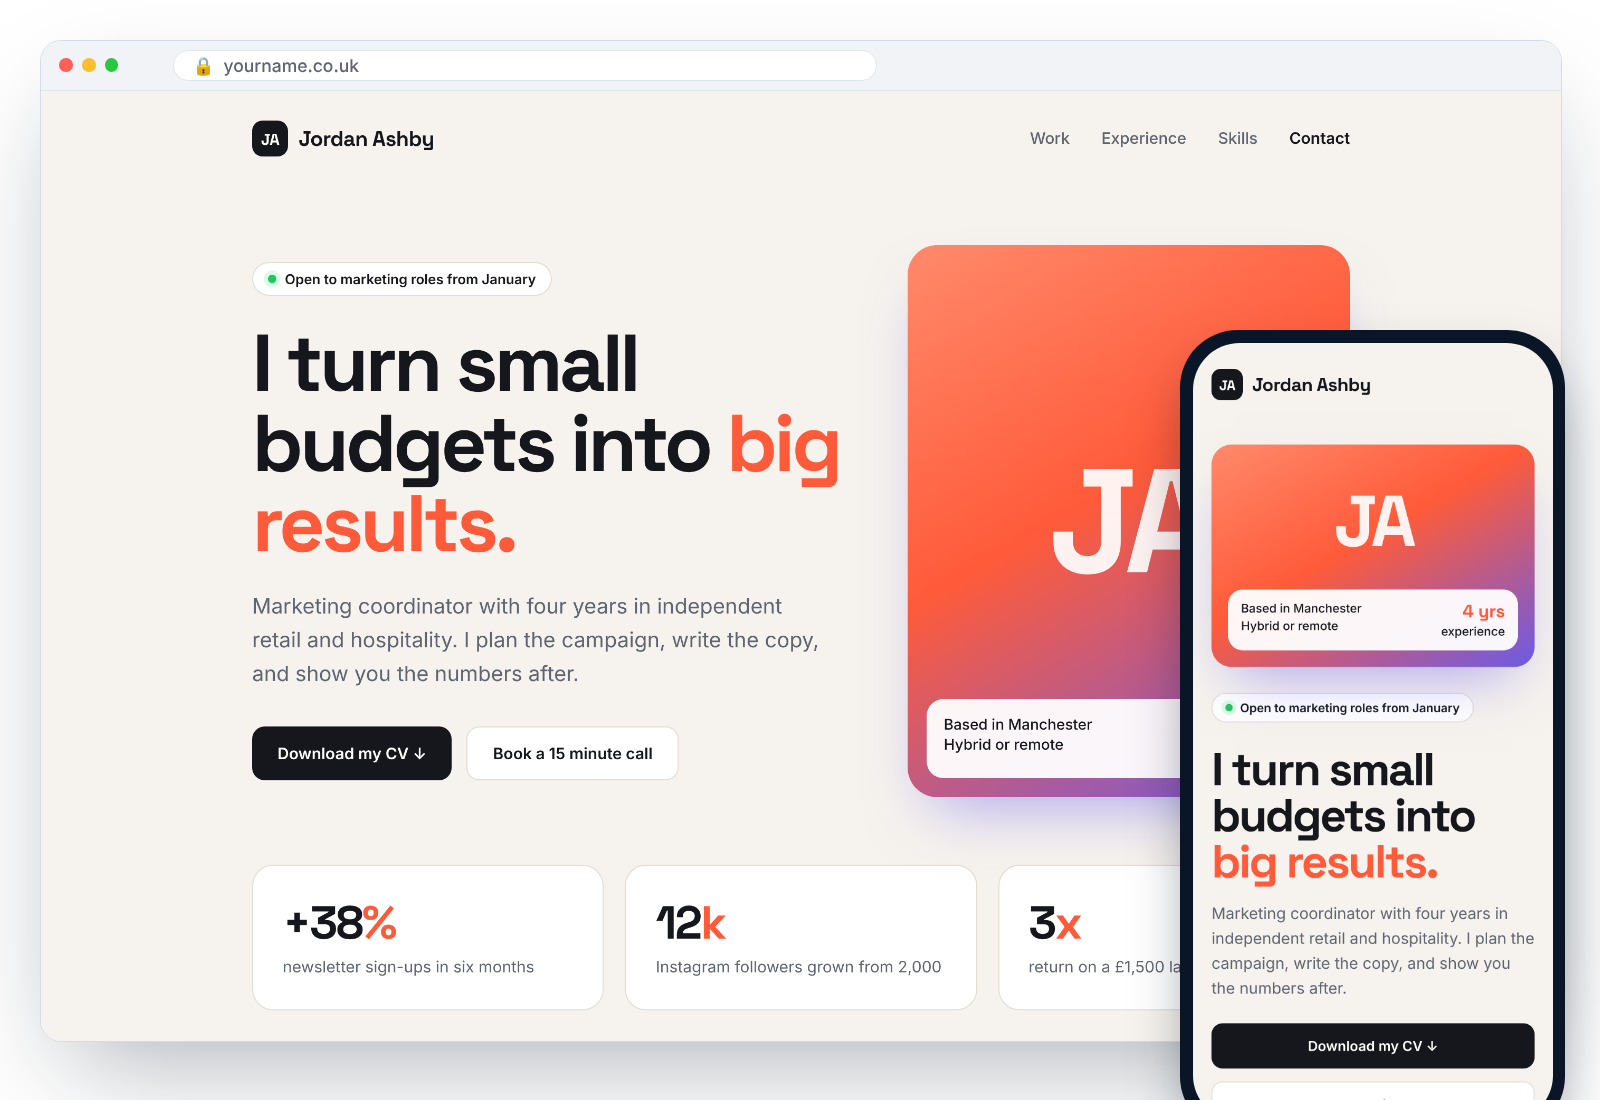 yourname.co.uk
JA Jordan Ashby
Work Experience Skills Contact
Open to marketing roles from January
I turn small
budgets into big
results.
Marketing coordinator with four years in independent
retail and hospitality. I plan the campaign, write the copy,
and show you the numbers after.
Download my CV ↓
Book a 15 minute call
JA
Based in Manchester
Hybrid or remote
+38%
newsletter sign-ups in six months
12k
Instagram followers grown from 2,000
3x
return on a £1,500
JA Jordan Ashby
JA
Based in Manchester
Hybrid or remote
4 yrs
experience
Open to marketing roles from January
I turn small
budgets into
big results.
Marketing coordinator with four years in
independent retail and hospitality. I plan the
campaign, write the copy, and show you
the numbers after.
Download my CV ↓